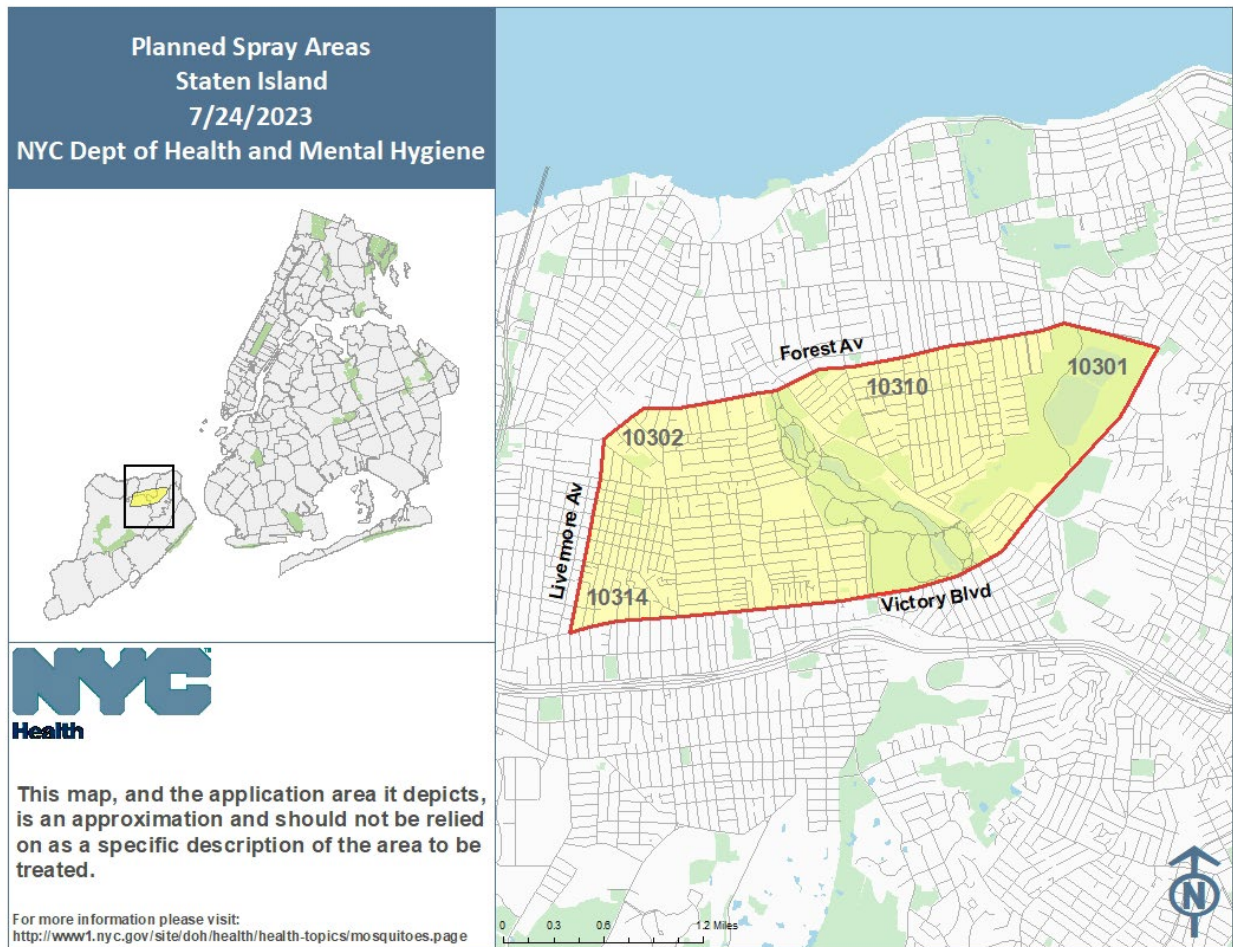 Planned Spray Areas
Staten Island
7/24/2023
NYC Dept of Health and Mental Hygiene
NYC
Health
This map, and the application area it depicts,
is an approximation and should not be relied
on as a specific description of the area to be
treated.
For more information please visit:
http://www1.nyc.gov/site/doh/health/health-topics/mosquitoes.page
Forest Av
10301
10310
10302
Livermore Av
10314
Victory Blvd
0 0.3 0.6 1.2 Miles
N